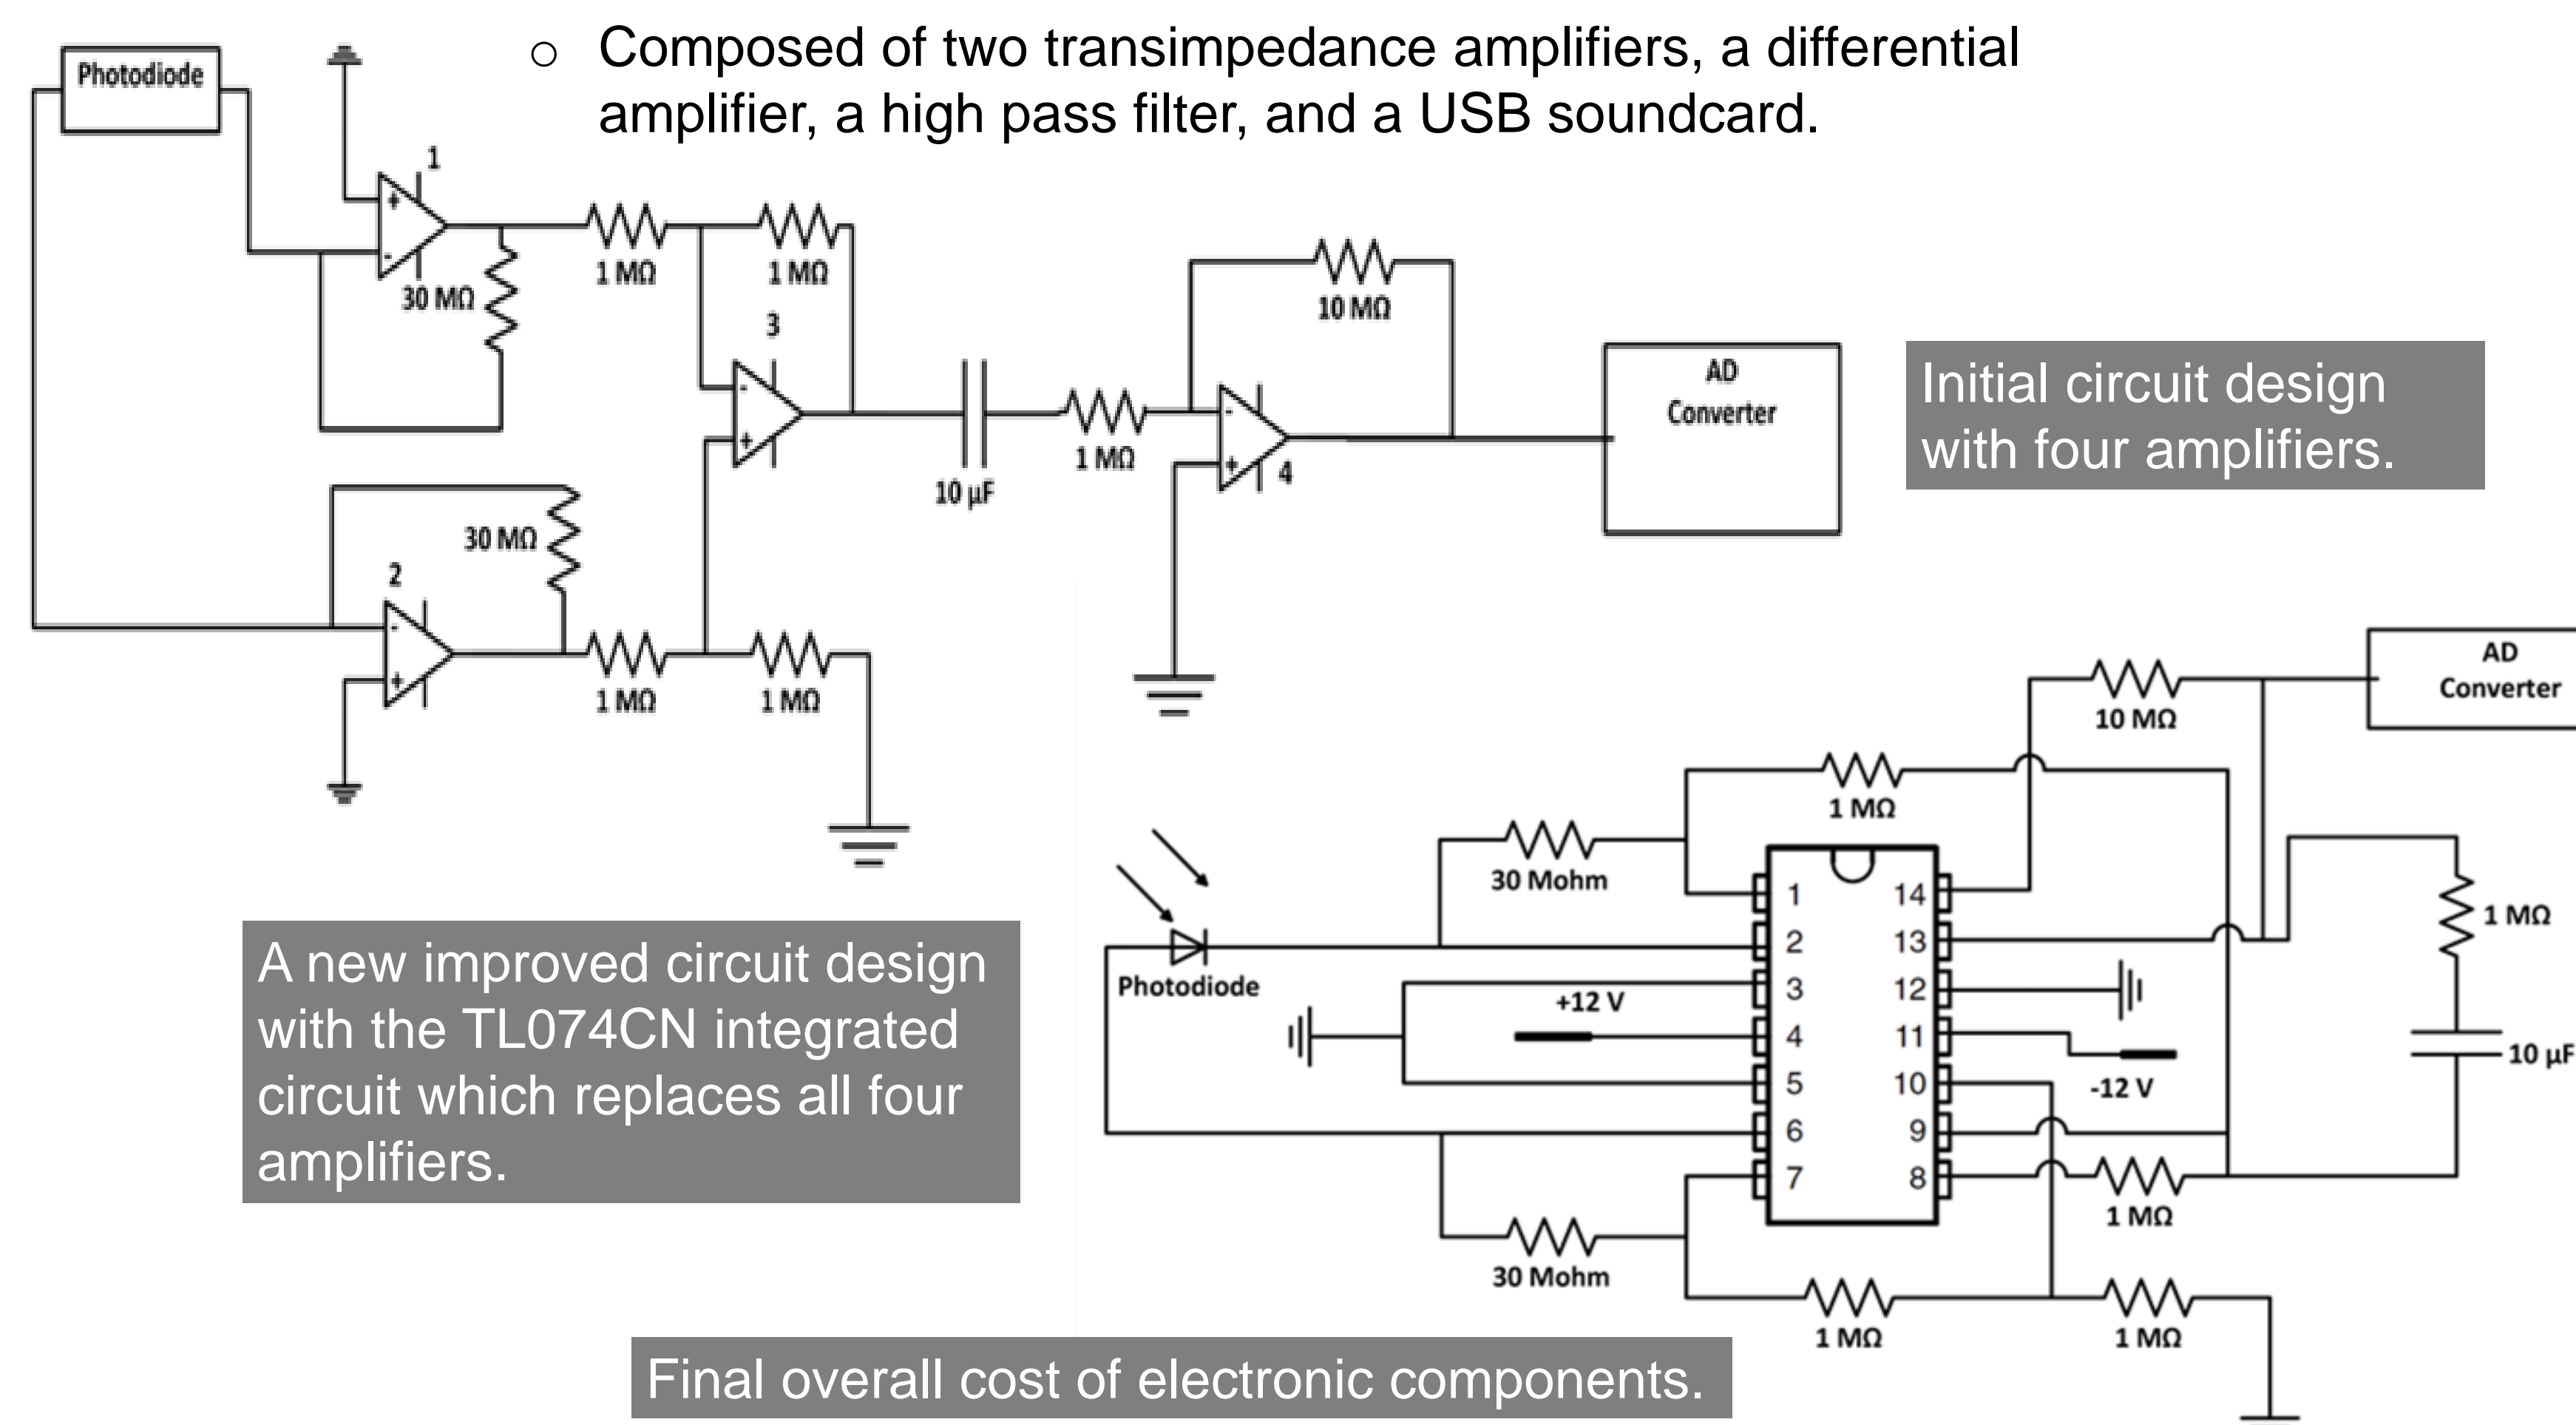 ○ Composed of two transimpedance amplifiers, a differential
amplifier, a high pass filter, and a USB soundcard.
Photodiode
1
+
-
30 MΩ
1 MΩ
1 MΩ
3
-
+
10 µF
1 MΩ
10 MΩ
-
+
4
AD
Converter
30 MΩ
2
-
+
1 MΩ
1 MΩ
Initial circuit design
with four amplifiers.
A new improved circuit design
with the TL074CN integrated
circuit which replaces all four
amplifiers.
AD
Converter
10 MΩ
1 MΩ
30 Mohm
Photodiode
+12 V
1
2
3
4
5
6
7
14
13
12
11
10
9
8
1 MΩ
10 µF
-12 V
1 MΩ
30 Mohm
1 MΩ
1 MΩ
Final overall cost of electronic components.